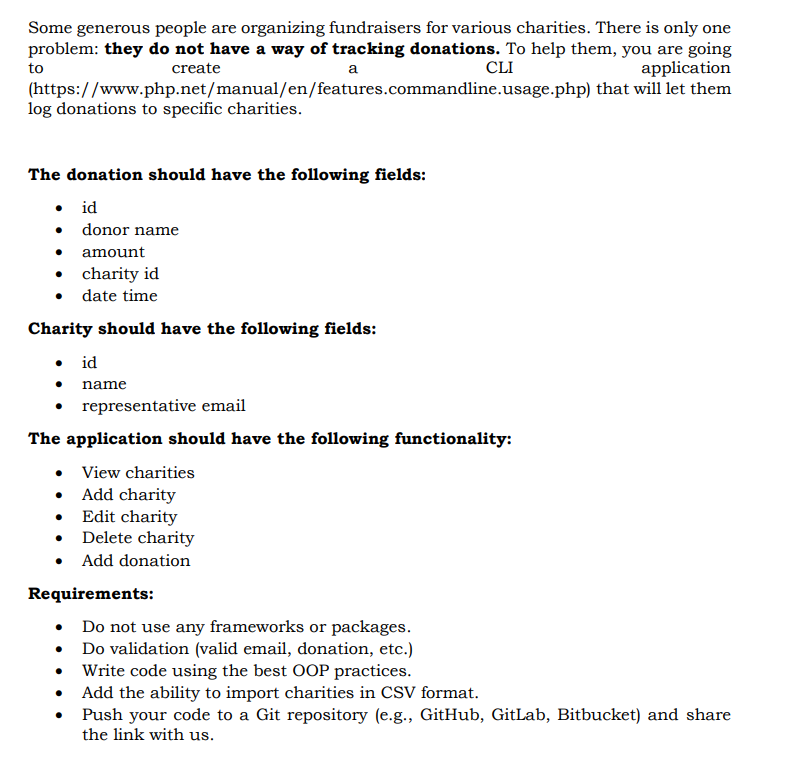 Some generous people are organizing fundraisers for various charities. There is only one
problem: they do not have a way of tracking donations. To help them, you are going
to create a CLI application
(https://www.php.net/manual/en/features.commandline.usage.php) that will let them
log donations to specific charities.
The donation should have the following fields:
• id
• donor name
• amount
• charity id
• date time
Charity should have the following fields:
• id
• name
• representative email
The application should have the following functionality:
• View charities
• Add charity
• Edit charity
• Delete charity
• Add donation
Requirements:
• Do not use any frameworks or packages.
• Do validation (valid email, donation, etc.)
• Write code using the best OOP practices.
• Add the ability to import charities in CSV format.
• Push your code to a Git repository (e.g., GitHub, GitLab, Bitbucket) and share
the link with us.